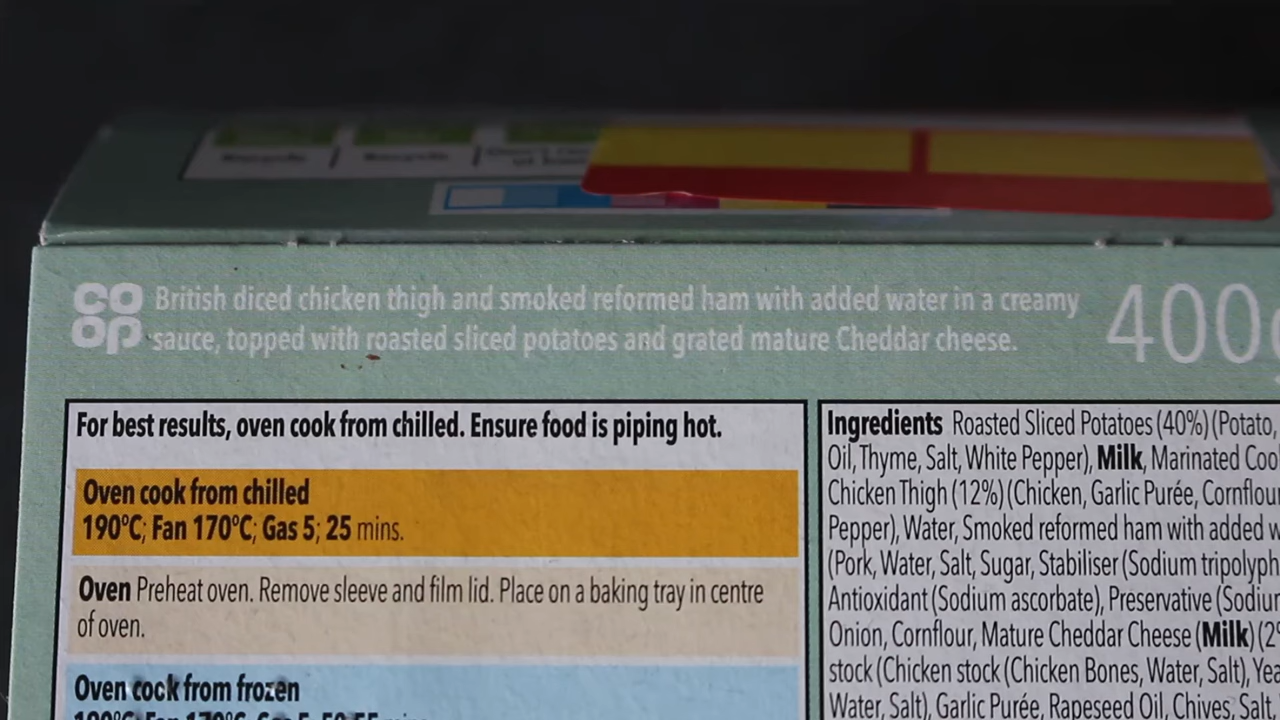 CO
OP
British diced chicken thigh and smoked reformed ham with added water in a creamy
sauce, topped with roasted sliced potatoes and grated mature Cheddar cheese.
400g
For best results, oven cook from chilled. Ensure food is piping hot.
Oven cook from chilled
190ºC; Fan 170ºC; Gas 5; 25 mins.
Oven Preheat oven. Remove sleeve and film lid. Place on a baking tray in centre
of oven.
Oven cook from frozen
Ingredients Roasted Sliced Potatoes (40%) (Potato,
Oil, Thyme, Salt, White Pepper), Milk, Marinated Coo
Chicken Thigh (12%) (Chicken, Garlic Purée, Cornflour
Pepper), Water, Smoked reformed ham with added w
(Pork, Water, Salt, Sugar, Stabiliser (Sodium tripolyph
Antioxidant (Sodium ascorbate), Preservative (Sodium
Onion, Cornflour, Mature Cheddar Cheese (Milk) (2
stock (Chicken stock (Chicken Bones, Water, Salt), Yea
Water, Salt), Garlic Purée, Rapeseed Oil, Chives, Salt,